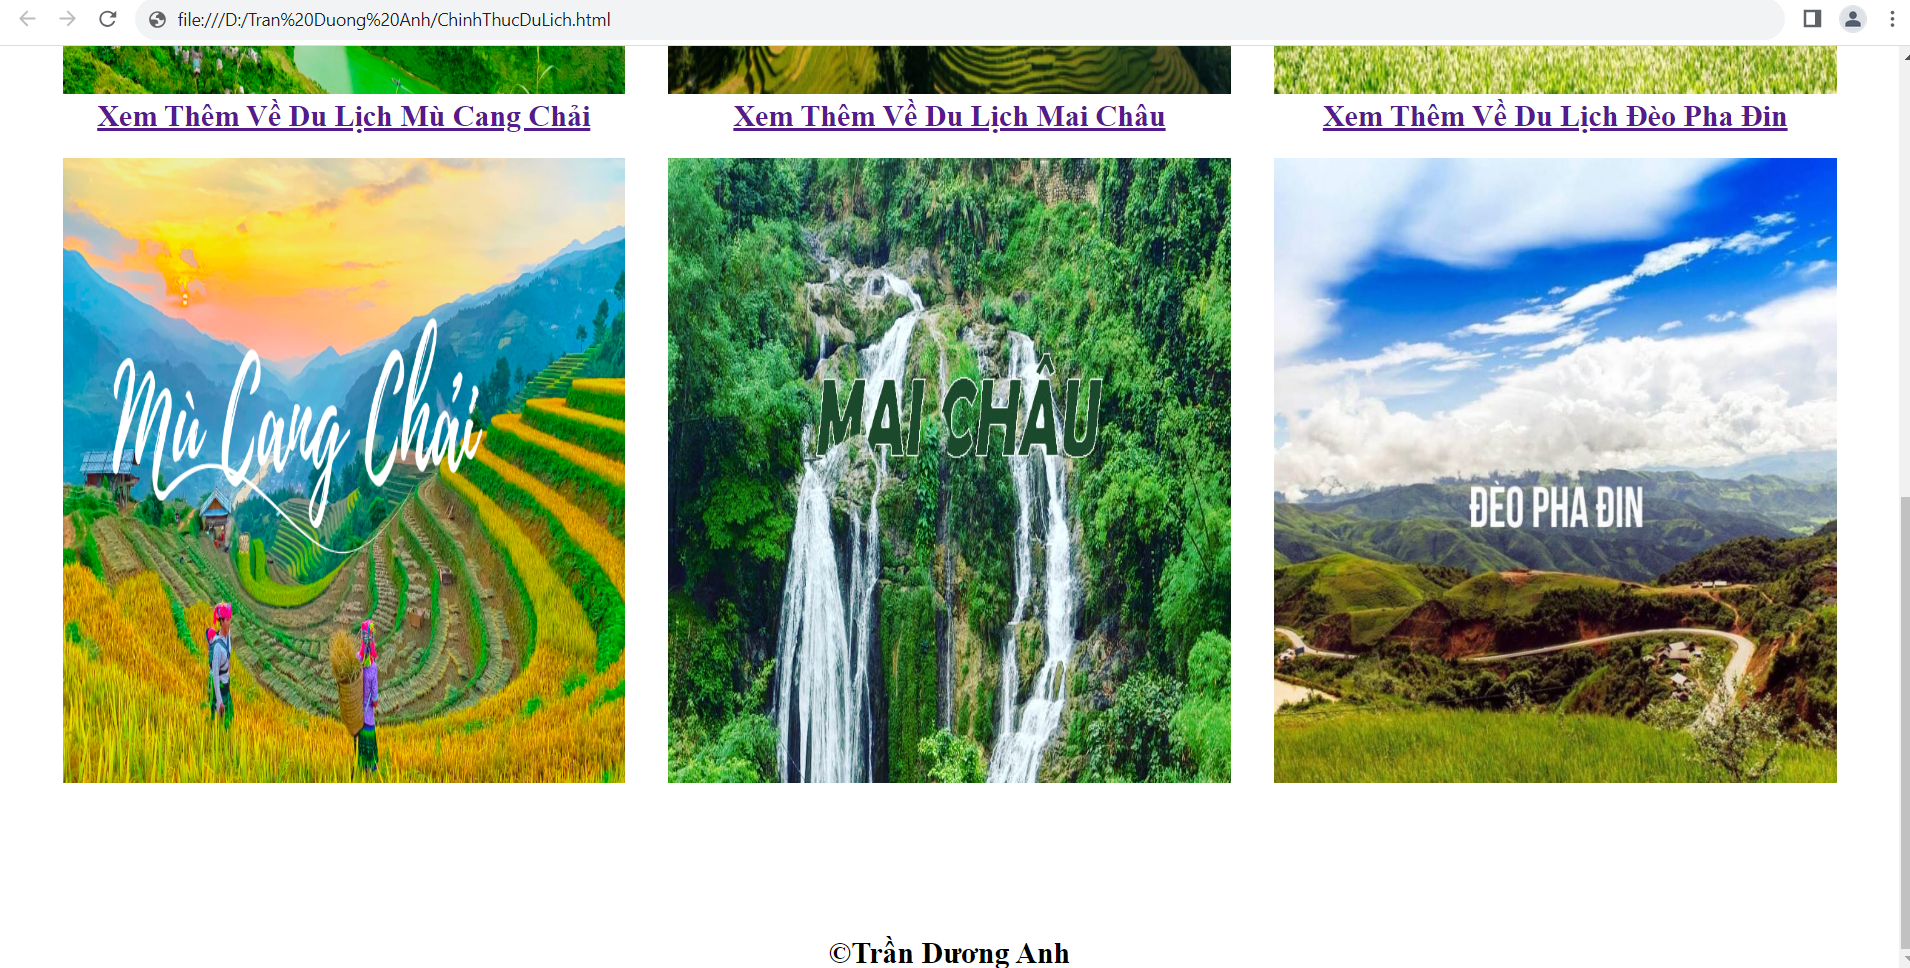 file:///D:/Tran%20Duong%20Anh/ChinhThucDuLich.html
Xem Thêm Về Du Lịch Mù Cang Chải
Xem Thêm Về Du Lịch Mai Châu
Xem Thêm Về Du Lịch Đèo Pha Đin
Mù Cang Chải
MAI CHÂU
ĐÈO PHA ĐIN
©Trần Dương Anh